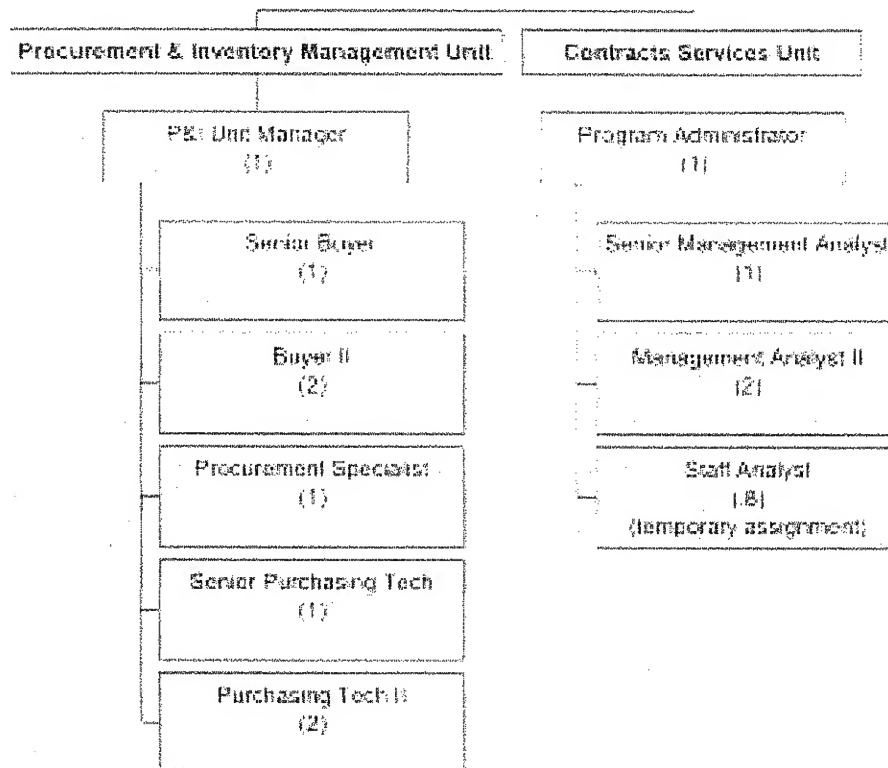 Procurement & Inventory Management Unit
Contracts Services Unit
P&I Unit Manager
(1)
Program Administrator
(1)
Senior Buyer
(1)
Senior Management Analyst
(1)
Buyer II
(2)
Management Analyst II
(2)
Procurement Specialist
(1)
Staff Analyst
(.8)
(temporary assignment)
Senior Purchasing Tech
(1)
Purchasing Tech II
(2)